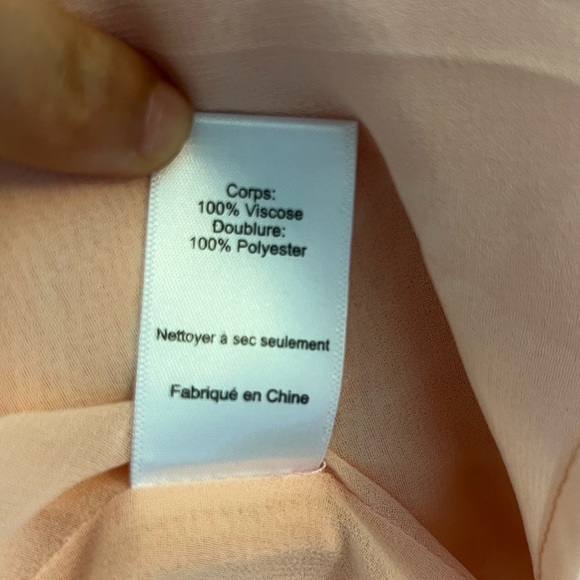 Corps:
100% Viscose
Doublure:
100% Polyester
Nettoyer à sec seulement
Fabriqué en Chine